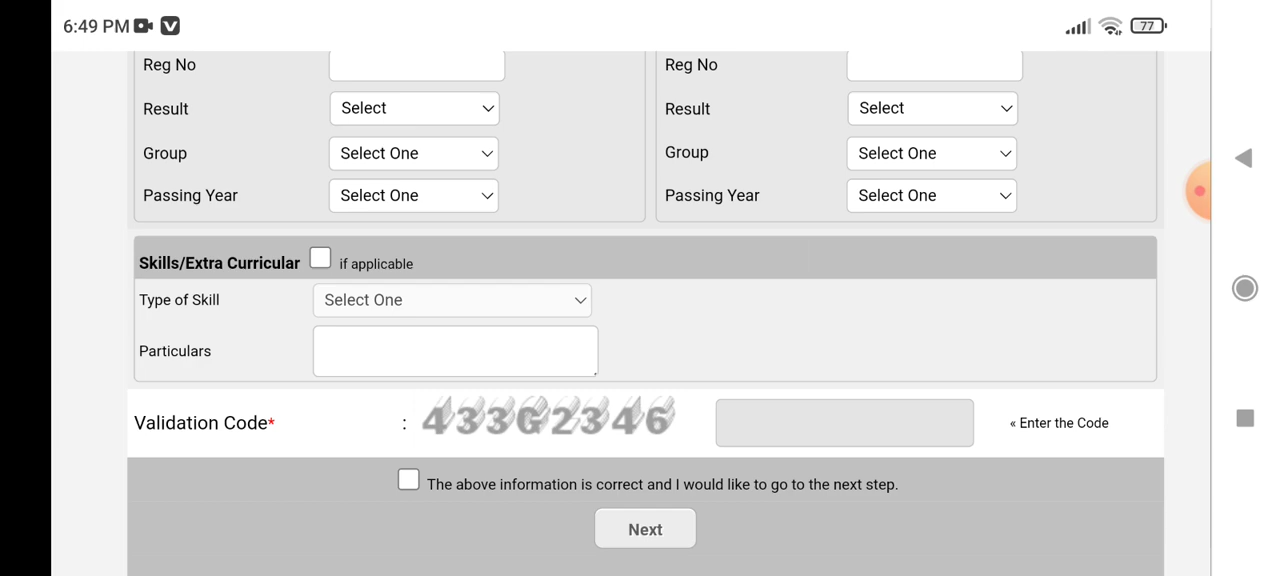 6:49 PM V 77
Reg No Reg No
Result Select Result Select
Group Select One Group Select One
Passing Year Select One Passing Year Select One
Skills/Extra Curricular if applicable
Type of Skill Select One
Particulars
Validation Code* : 433G2346 « Enter the Code
The above information is correct and I would like to go to the next step.
Next